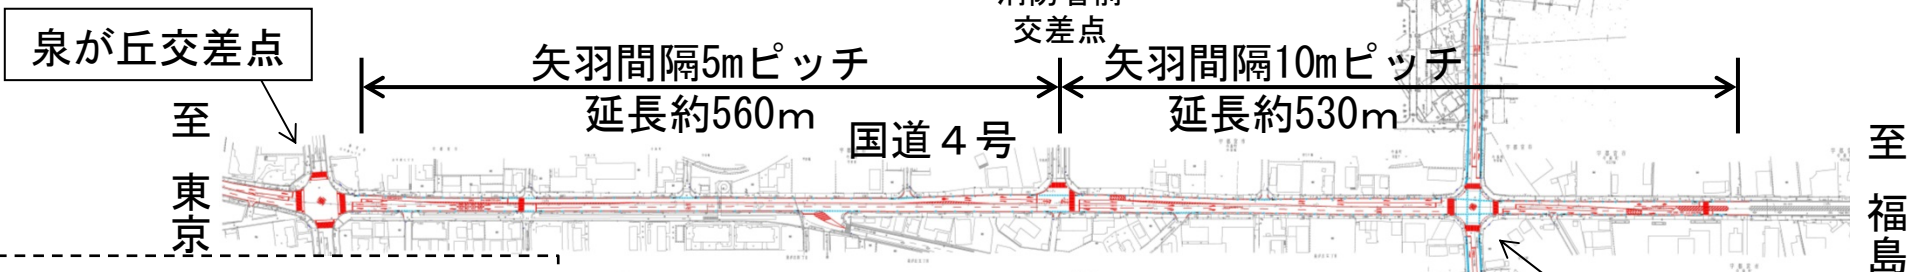 泉が丘交差点
交差点
矢羽間隔5mピッチ
延長約560m
矢羽間隔10mピッチ
延長約530m
国道4号
至 東京
至 福島